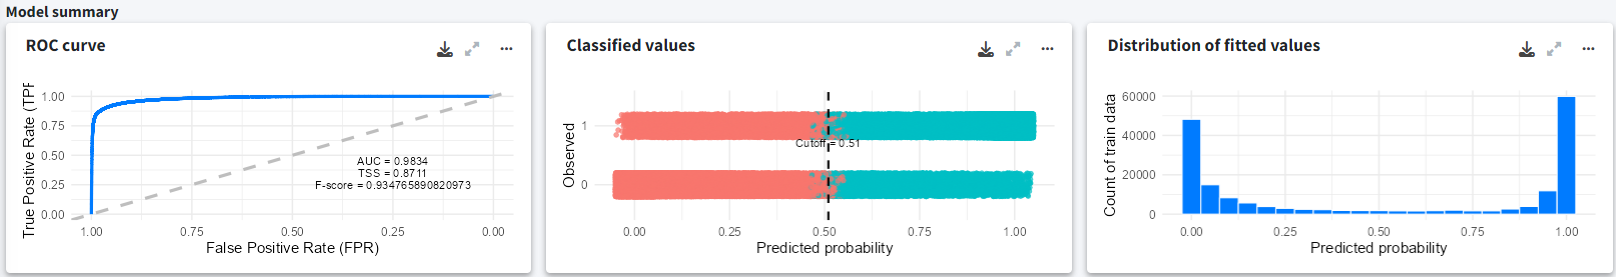 Model summary
ROC curve
...
True Positive Rate (TPF
1.00
0.75
0.50
0.25
0.00
AUC = 0.9834
TSS = 0.8711
F-score = 0.934765890820973
1.00 0.75 0.50 0.25 0.00
False Positive Rate (FPR)
Classified values
...
Observed
1
0
Cutoff = 0.51
0.00 0.25 0.50 0.75 1.00
Predicted probability
Distribution of fitted values
...
Count of train data
60000
40000
20000
0
0.00 0.25 0.50 0.75 1.00
Predicted probability